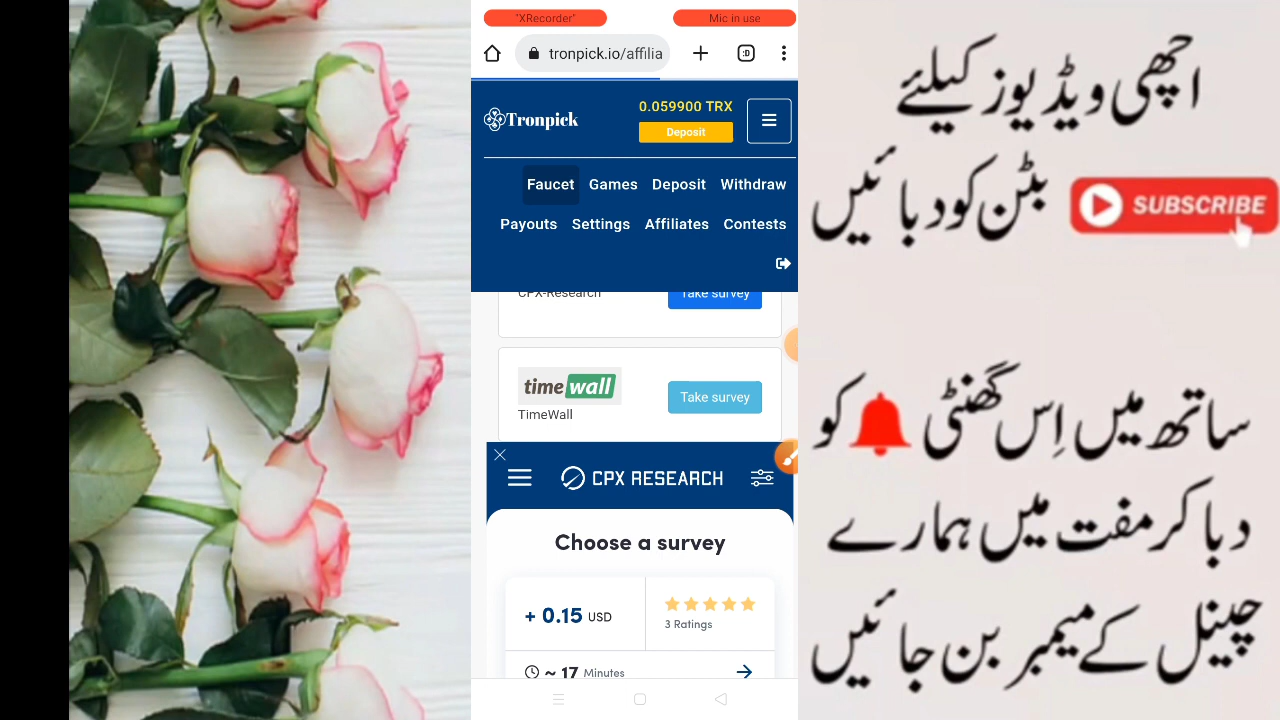 "XRecorder"
Mic in use
tronpick.io/affilia
:D
Tronpick
0.059900 TRX
Deposit
Faucet Games Deposit Withdraw
Payouts Settings Affiliates Contests
CPX-Research
Take survey
time wall
TimeWall
Take survey
CPX RESEARCH
Choose a survey
+ 0.15 USD
3 Ratings
~ 17 Minutes
اچھی ویڈیوز کیلئے
بٹن کو دبائیں
SUBSCRIBE
ساتھ میں اِس گھنٹی کو
دبا کر مفت میں ہمارے
چینل کے میمبر بن جائیں